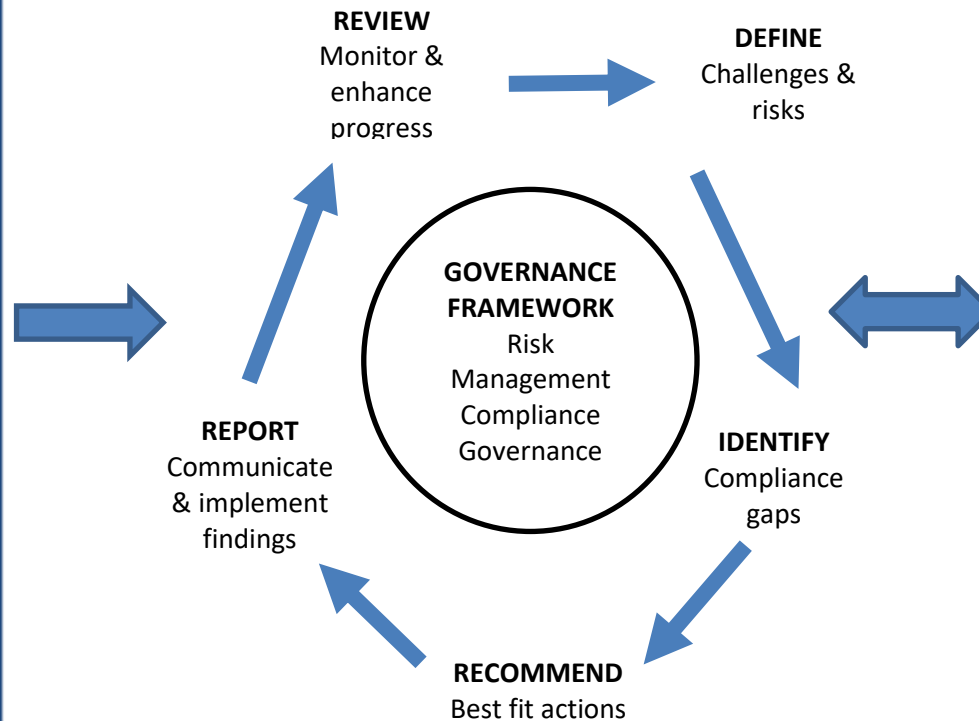 REVIEW
Monitor &
enhance
progress
DEFINE
Challenges &
risks
GOVERNANCE
FRAMEWORK
Risk
Management
Compliance
Governance
IDENTIFY
Compliance
gaps
RECOMMEND
Best fit actions
REPORT
Communicate
& implement
findings